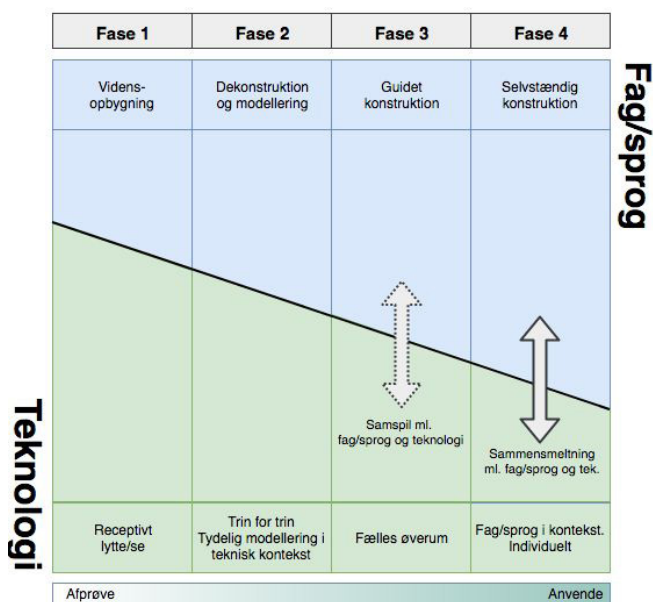 Fase 1
Fase 2
Fase 3
Fase 4
Videns-
opbygning
Dekonstruktion
og modellering
Guidet
konstruktion
Selvstændig
konstruktion
Fag/sprog
Samspil ml.
fag/sprog og teknologi
Sammensmeltning
ml. fag/sprog og tek.
Teknologi
Receptivt
lytte/se
Trin for trin
Tydelig modellering i
teknisk kontekst
Fælles øverum
Fag/sprog i kontekst.
Individuelt
Afprøve
Anvende